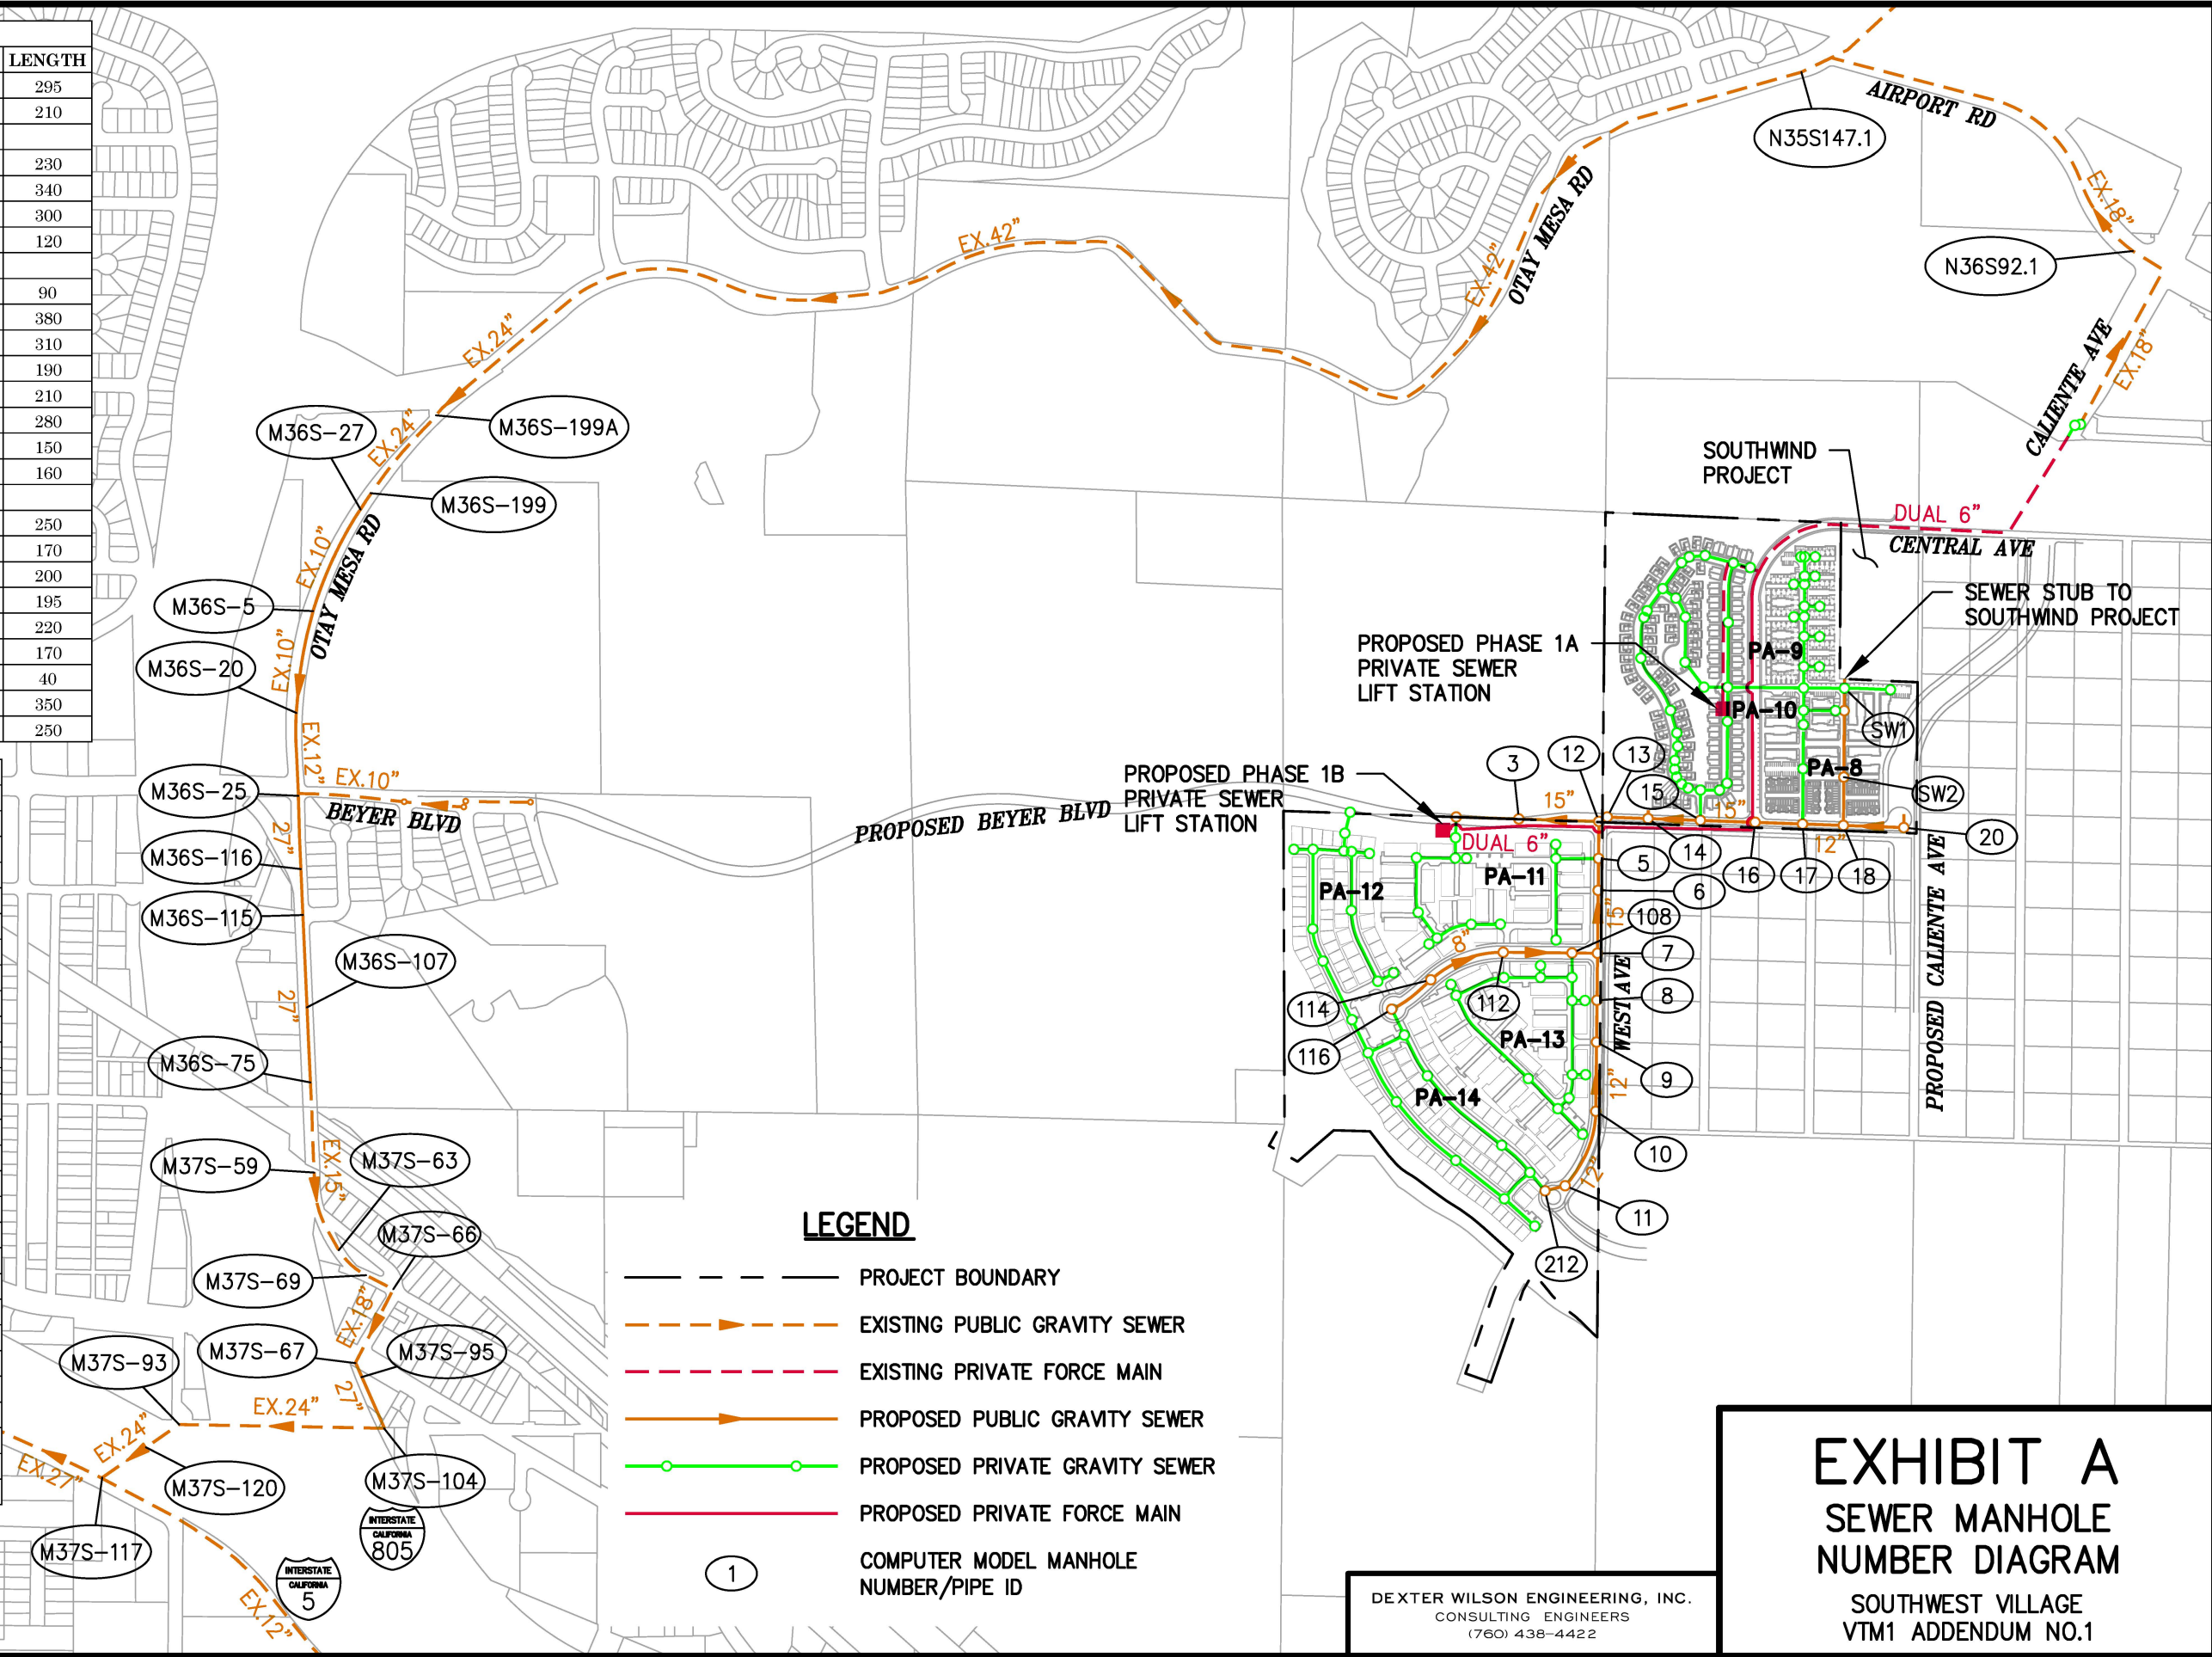 LENGTH
295
210
230
340
300
120
90
380
310
190
210
280
150
160
250
170
200
195
220
170
40
350
250
AIRPORT RD
N35S147.1
EX.18"
N36S92.1
OTAY MESA RD
EX.42"
EX.42"
EX.24"
CALIENTE AVE
EX.18"
M36S-27
EX.24"
M36S-199A
M36S-199
SOUTHWIND
PROJECT
DUAL 6"
CENTRAL AVE
EX.10"
OTAY MESA RD
M36S-5
SEWER STUB TO
SOUTHWIND PROJECT
M36S-20
EX.10"
PROPOSED PHASE 1A
PRIVATE SEWER
LIFT STATION
PA-9
PA-10
SW1
EX.12"
M36S-25
EX.10"
BEYER BLVD
PROPOSED BEYER BLVD
PROPOSED PHASE 1B
PRIVATE SEWER
LIFT STATION
3
12
13
15"
15
15"
PA-8
SW2
DUAL 6"
12"
20
27"
M36S-116
M36S-115
PA-12
PA-11
5
14
16
17
18
6
15"
108
8"
7
M36S-107
27"
114
112
8
WEST AVE
PROPOSED CALIENTE AVE
M36S-75
116
PA-13
9
12"
PA-14
10
M37S-59
EX.15"
M37S-63
12"
11
M37S-66
212
M37S-69
EX.18"
M37S-93
M37S-67
M37S-95
27"
EX.24"
EX.24"
EX.27"
M37S-120
M37S-104
M37S-117
INTERSTATE
CALIFORNIA
805
INTERSTATE
CALIFORNIA
5
EX.12"
LEGEND
PROJECT BOUNDARY
EXISTING PUBLIC GRAVITY SEWER
EXISTING PRIVATE FORCE MAIN
PROPOSED PUBLIC GRAVITY SEWER
PROPOSED PRIVATE GRAVITY SEWER
PROPOSED PRIVATE FORCE MAIN
1
COMPUTER MODEL MANHOLE
NUMBER/PIPE ID
DEXTER WILSON ENGINEERING, INC.
CONSULTING ENGINEERS
(760) 438-4422
EXHIBIT A
SEWER MANHOLE
NUMBER DIAGRAM
SOUTHWEST VILLAGE
VTM1 ADDENDUM NO.1